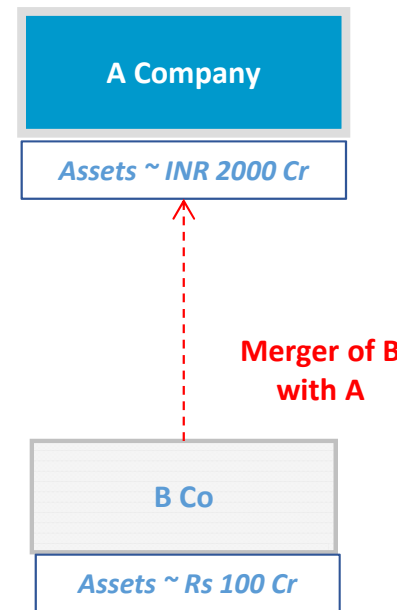 A Company
Assets ~ INR 2000 Cr
Merger of B
with A
B Co
Assets ~ Rs 100 Cr